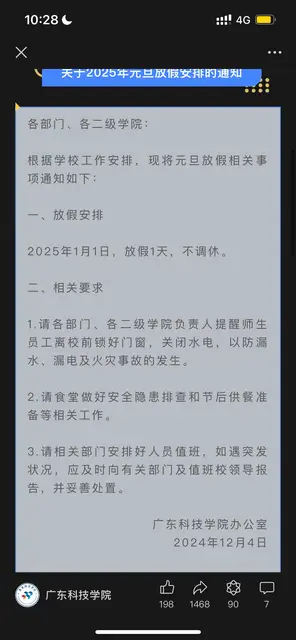 10:28
4G
关于2025年元旦放假安排的通知
各部门、各二级学院：
根据学校工作安排，现将元旦放假相关事
项通知如下：
一、放假安排
2025年1月1日，放假1天，不调休。
二、相关要求
1.请各部门、各二级学院负责人提醒师生
员工离校前锁好门窗，关闭水电，以防漏
水、漏电及火灾事故的发生。
2.请食堂做好安全隐患排查和节后供餐准
备等相关工作。
3.请相关部门安排好人员值班，如遇突发
状况，应及时向有关部门及值班校领导报
告，并妥善处置。
广东科技学院办公室
2024年12月4日
广东科技学院
198
1468
90
7